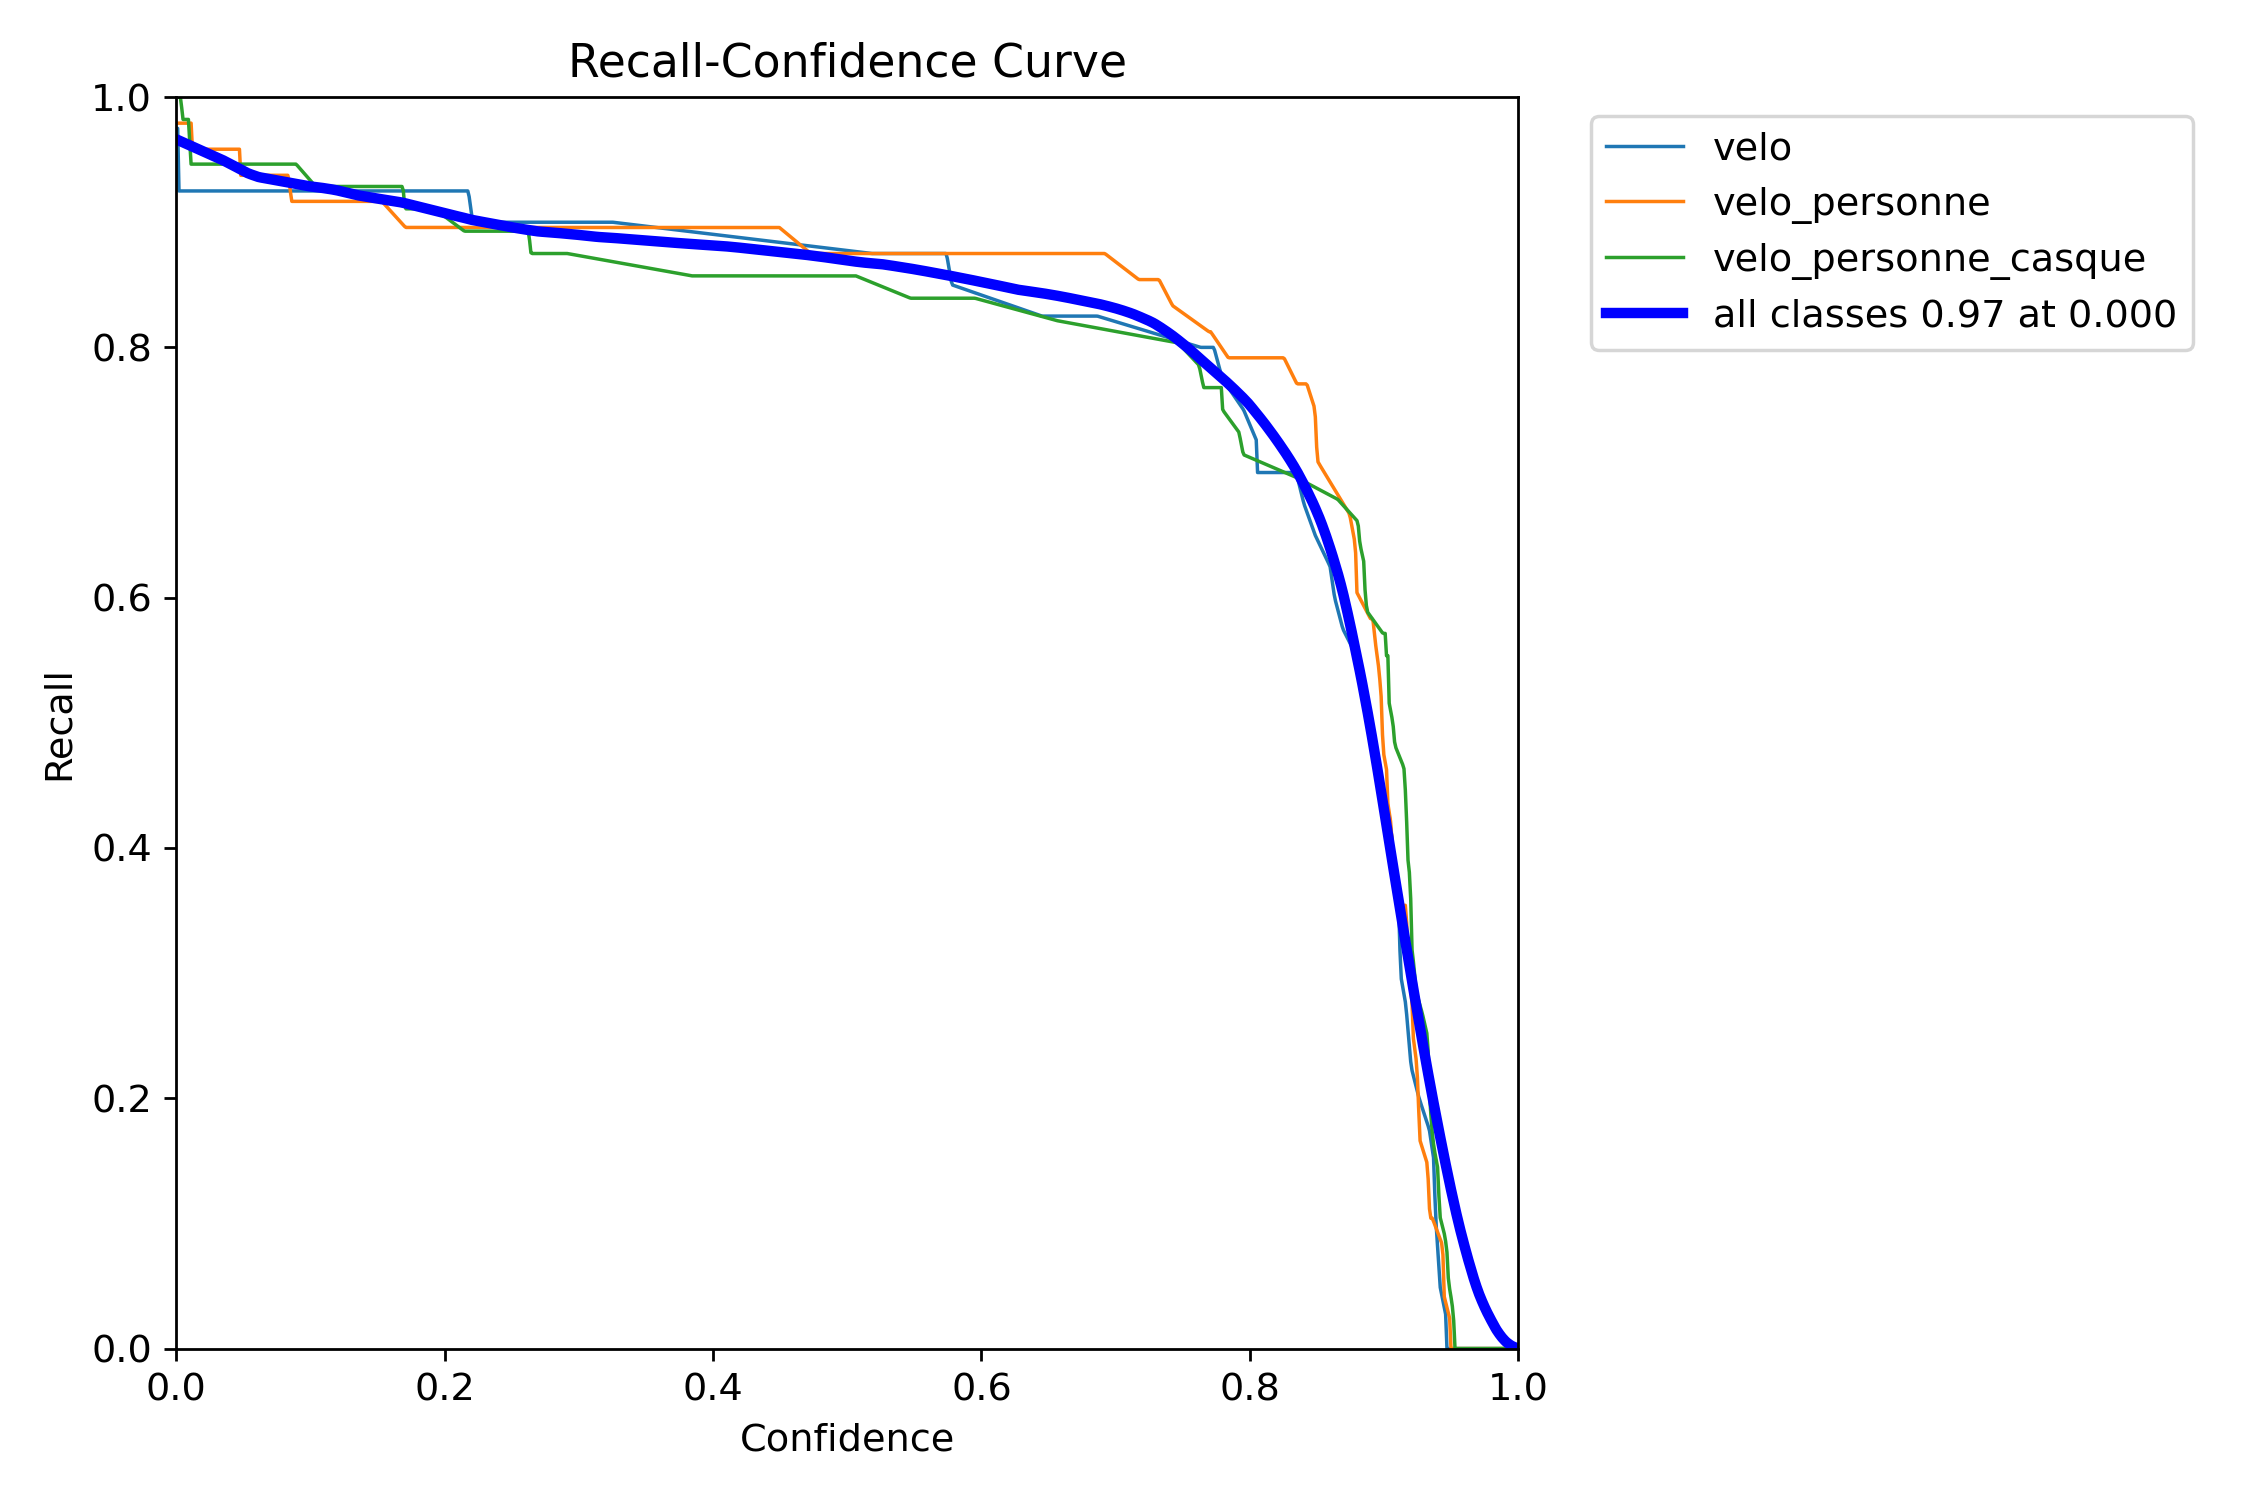 Recall-Confidence Curve
1.0
0.8
0.6
0.4
0.2
0.0
Recall
0.0 0.2 0.4 0.6 0.8 1.0
Confidence
velo
velo_personne
velo_personne_casque
all classes 0.97 at 0.000